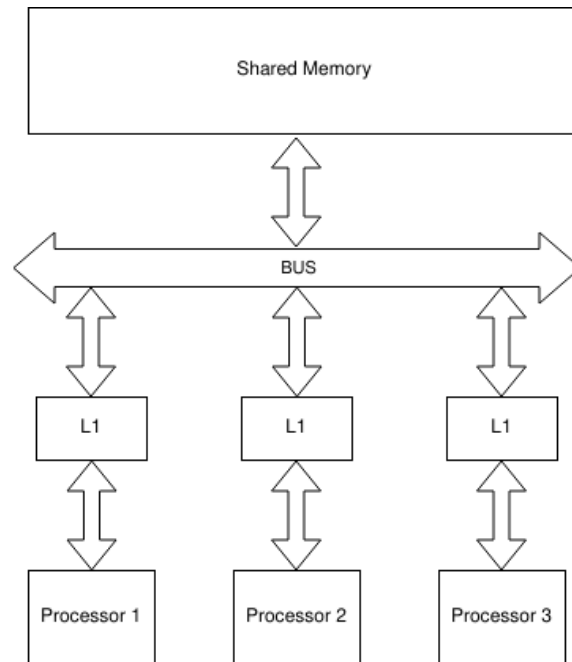 Shared Memory
BUS
L1
L1
L1
Processor 1
Processor 2
Processor 3